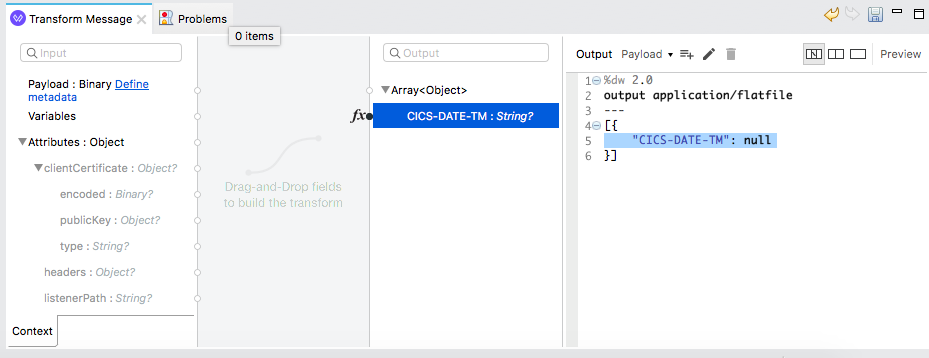 Transform Message
Problems
0 items
Input
Payload : Binary Define
metadata
Variables
Attributes : Object
clientCertificate : Object?
encoded : Binary?
publicKey : Object?
type : String?
headers : Object?
listenerPath : String?
Context
fx
Drag-and-Drop fields
to build the transform
Output
Array<Object>
CICS-DATE-TM : String?
Output Payload
Preview
1 %dw 2.0
2 output application/flatfile
3 ---
4 [{
5 "CICS-DATE-TM": null
6 }]